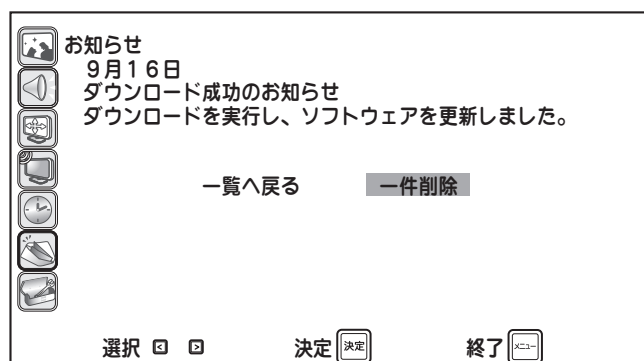 お知らせ
9月16日
ダウンロード成功のお知らせ
ダウンロードを実行し、ソフトウェアを更新しました。
一覧へ戻る 一件削除
選択 決定 決定 終了 メニュー